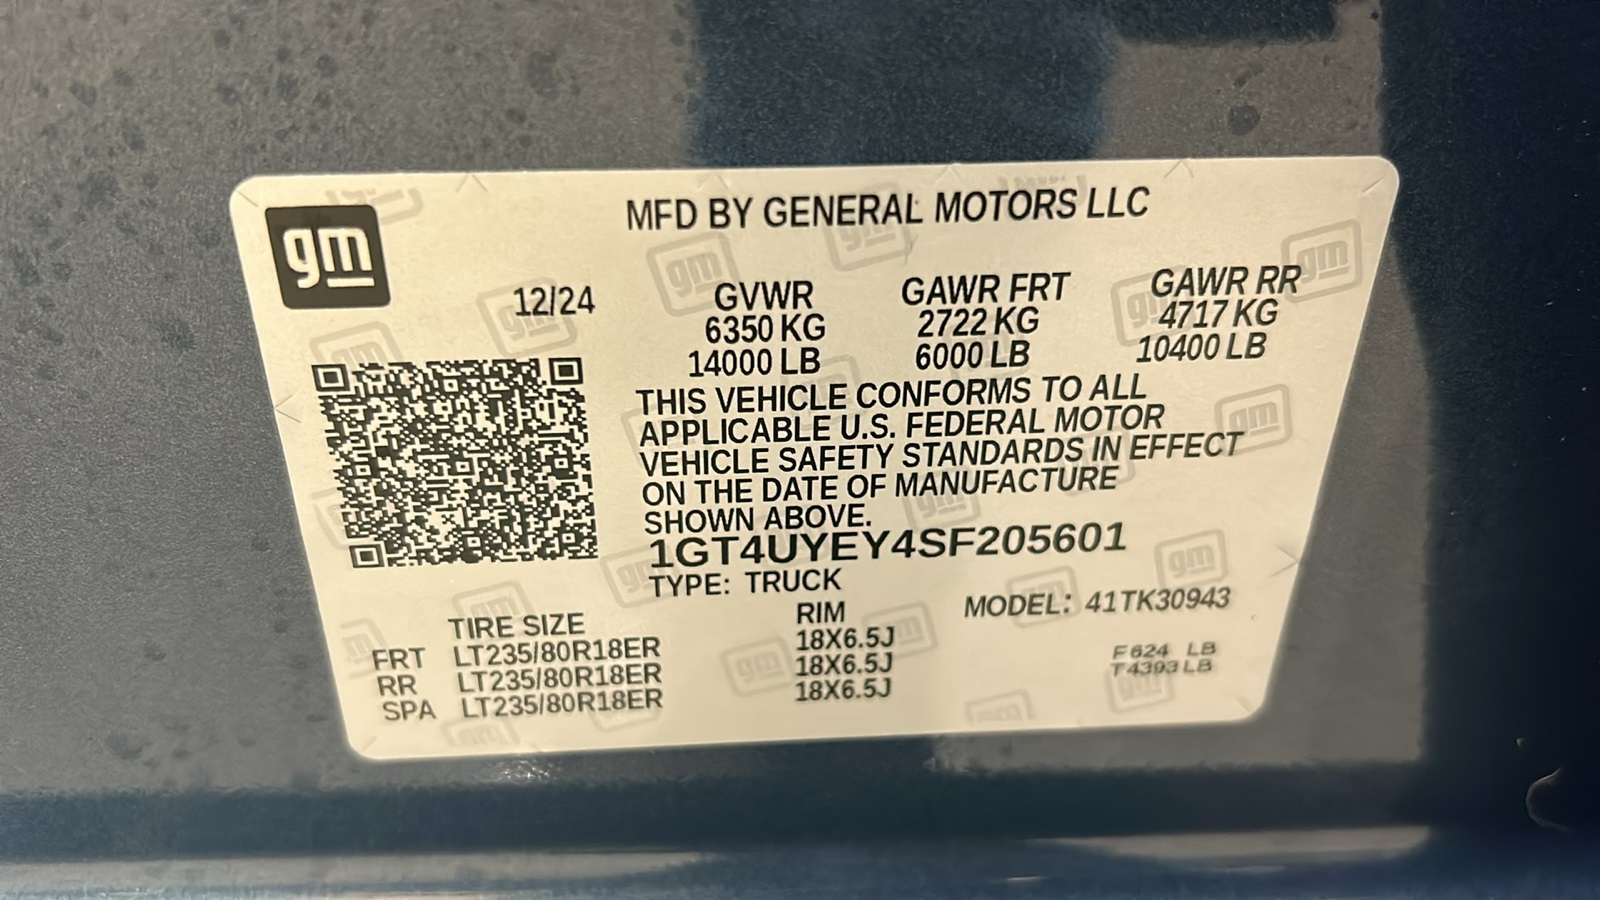 gm
MFD BY GENERAL MOTORS LLC
12/24 GVWR GAWR FRT GAWR RR
6350 KG 2722 KG 4717 KG
14000 LB 6000 LB 10400 LB
THIS VEHICLE CONFORMS TO ALL
APPLICABLE U.S. FEDERAL MOTOR
VEHICLE SAFETY STANDARDS IN EFFECT
ON THE DATE OF MANUFACTURE
SHOWN ABOVE.
1GT4UYEY4SF205601
TYPE: TRUCK
MODEL: 41TK30943
TIRE SIZE RIM
FRT LT235/80R18ER 18X6.5J
RR LT235/80R18ER 18X6.5J
SPA LT235/80R18ER 18X6.5J
F624 LB
T4393 LB